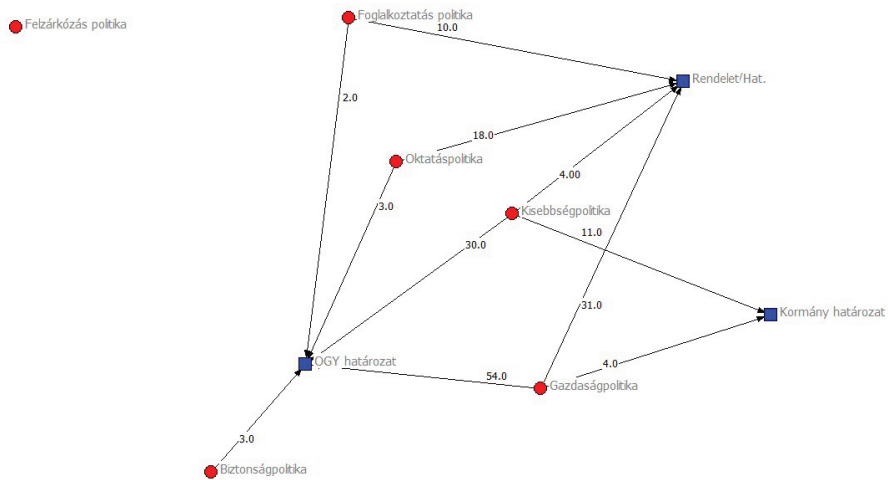 Foglalkoztatás politika
Felzárkózás politika
10.0
Rendelet/Hat.
2.0
18.0
Oktatáspolitika
4.00
3.0
Kisebbségpolitika
11.0
30.0
31.0
Kormány határozat
OGY határozat
4.0
54.0
Gazdaságpolitika
3.0
Biztonságpolitika